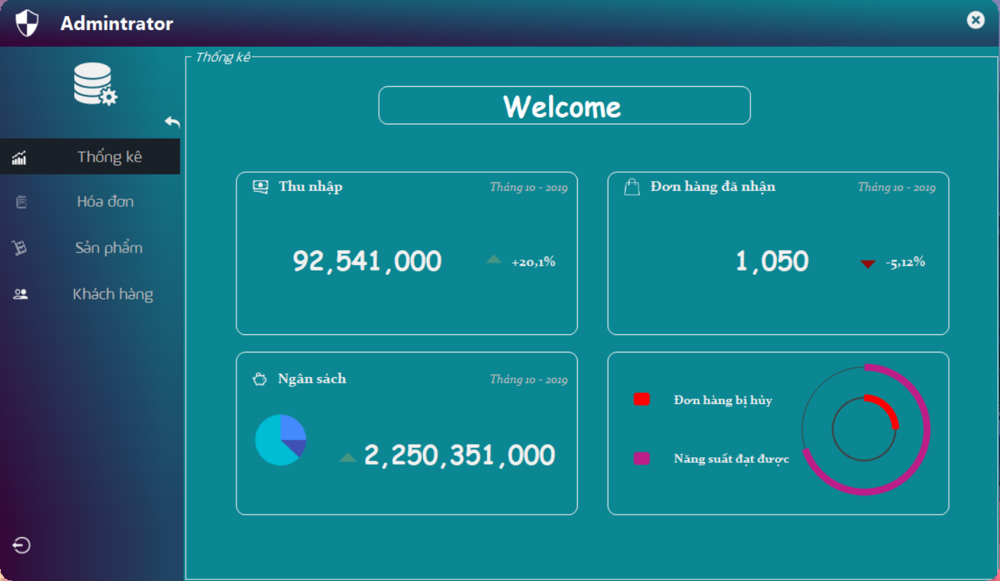 Admintrator
Thống kê
Hóa đơn
Sản phẩm
Khách hàng
Thống kê
Welcome
Thu nhập
Tháng 10 - 2019
92,541,000
+20,1%
Đơn hàng đã nhận
Tháng 10 - 2019
1,050
-5,12%
Ngân sách
Tháng 10 - 2019
2,250,351,000
Đơn hàng bị hủy
Năng suất đạt được